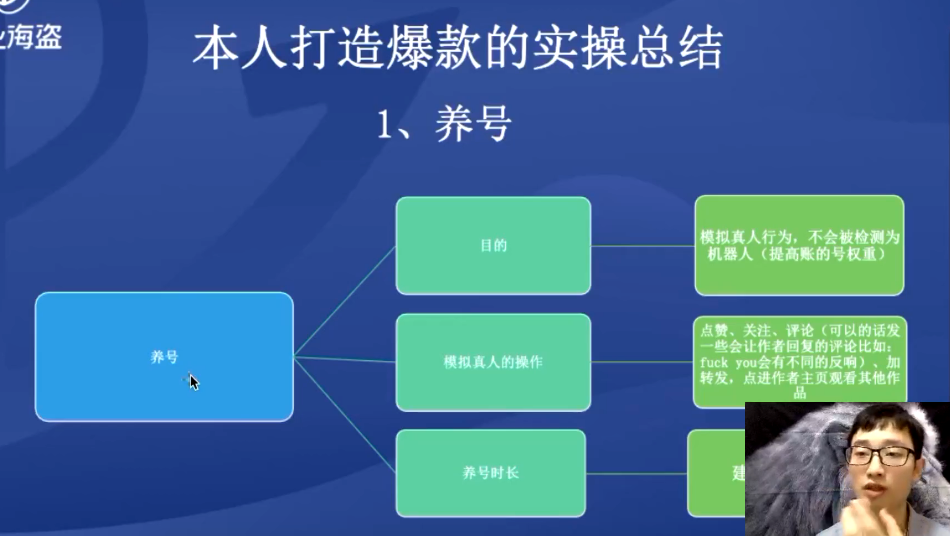 业海盗
本人打造爆款的实操总结
1、养号
养号
目的
模拟真人行为，不会被检测为
机器人（提高账的号权重）
模拟真人的操作
点赞、关注、评论（可以的话发
一些会让作者回复的评论比如：
fuck you会有不同的反响）、加
转发，点进作者主页观看其他作
品
养号时长
建